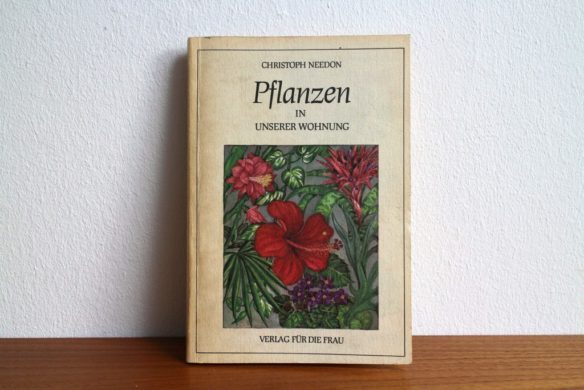 CHRISTOPH NEEDON
Pflanzen
IN
UNSERER WOHNUNG
VERLAG FÜR DIE FRAU